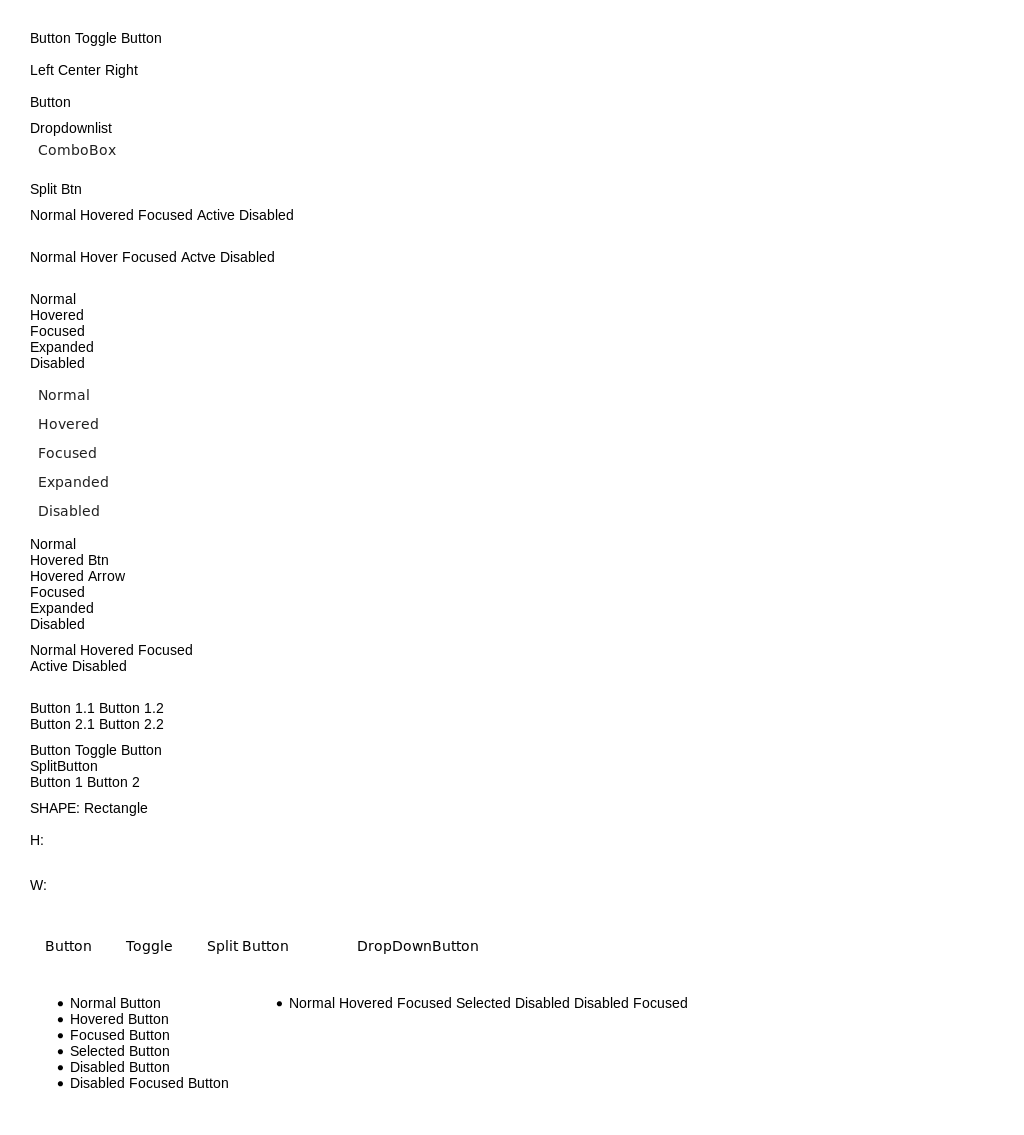 Button Toggle Button
Left Center Right
Button
Dropdownlist
ComboBox
Split Btn
Normal Hovered Focused Active Disabled
Normal Hover Focused Actve Disabled
Normal
Hovered
Focused
Expanded
Disabled
Normal
Hovered
Focused
Expanded
Disabled
Normal
Hovered Btn
Hovered Arrow
Focused
Expanded
Disabled
Normal Hovered Focused
Active Disabled
Button 1.1 Button 1.2
Button 2.1 Button 2.2
Button Toggle Button
SplitButton
Button 1 Button 2
SHAPE: Rectangle
H:
W:
Button Toggle Split Button DropDownButton
• Normal Button
• Hovered Button
• Focused Button
• Selected Button
• Disabled Button
• Disabled Focused Button
• Normal Hovered Focused Selected Disabled Disabled Focused